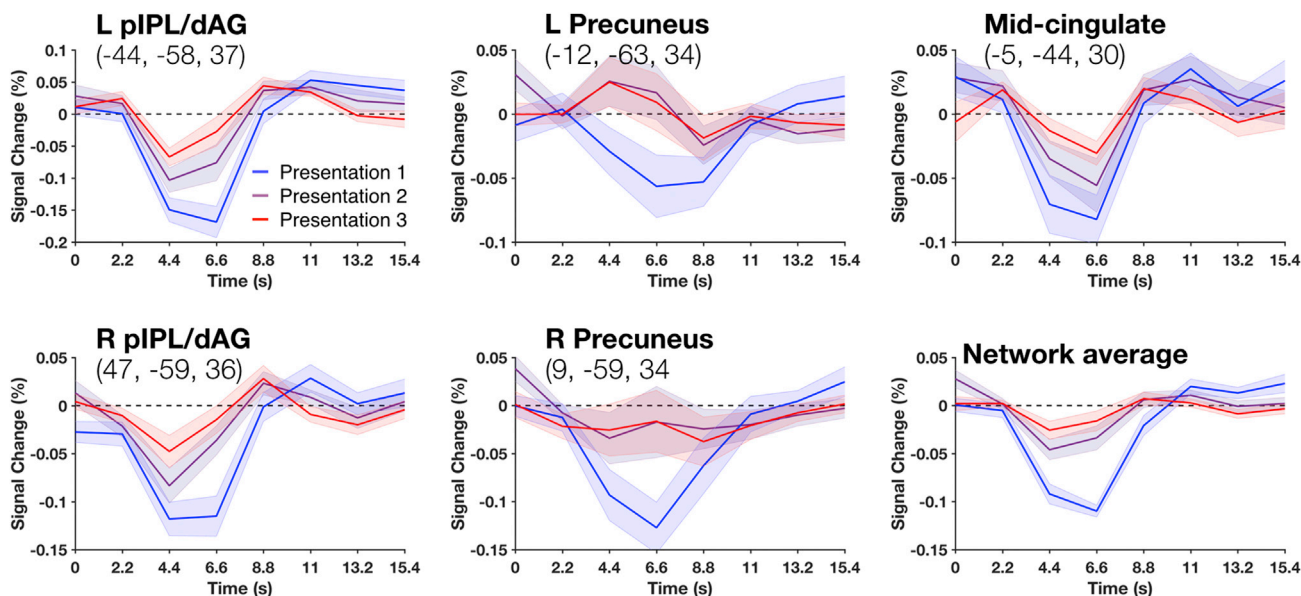 L pIPL/dAG
(-44, -58, 37)
0.1
0.05
0
-0.05
-0.1
-0.15
-0.2
Signal Change (%)
Presentation 1
Presentation 2
Presentation 3
0 2.2 4.4 6.6 8.8 11 13.2 15.4
Time (s)
L Precuneus
(-12, -63, 34)
0.05
0
-0.05
-0.1
Signal Change (%)
0 2.2 4.4 6.6 8.8 11 13.2 15.4
Time (s)
Mid-cingulate
(-5, -44, 30)
0.05
0
-0.05
-0.1
Signal Change (%)
0 2.2 4.4 6.6 8.8 11 13.2 15.4
Time (s)
R pIPL/dAG
(47, -59, 36)
0.05
0
-0.05
-0.1
-0.15
Signal Change (%)
0 2.2 4.4 6.6 8.8 11 13.2 15.4
Time (s)
R Precuneus
(9, -59, 34
0.05
0
-0.05
-0.1
-0.15
Signal Change (%)
0 2.2 4.4 6.6 8.8 11 13.2 15.4
Time (s)
Network average
0.05
0
-0.05
-0.1
-0.15
Signal Change (%)
0 2.2 4.4 6.6 8.8 11 13.2 15.4
Time (s)